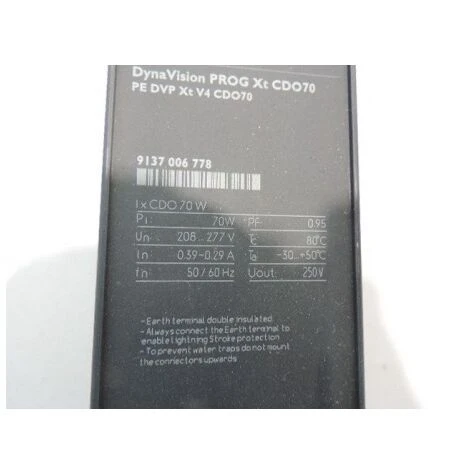 DynaVision PROG Xt CDO70
PE DVP Xt V4 CDO70
9137 006 778
1 x CDO 70 W
Pi: 70W PF: 0.95
Un: 208...277 V Tc 80°C
In: 0.39-0.29 A Ta -30...+50°C
fn: 50 / 60 Hz Uout: 250V
- Earth terminal double insulated.
- Always connect the Earth terminal to
enable lightning Stroke protection
- To prevent water traps do not mount
the connectors upwards